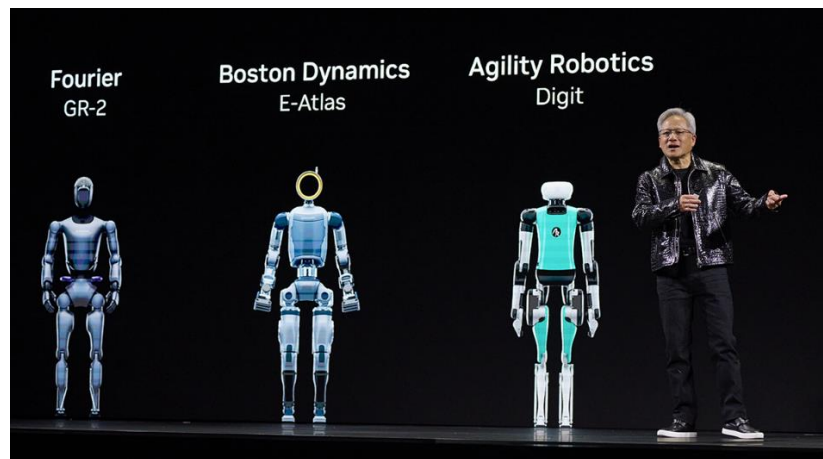 Fourier
GR-2
Boston Dynamics
E-Atlas
Agility Robotics
Digit